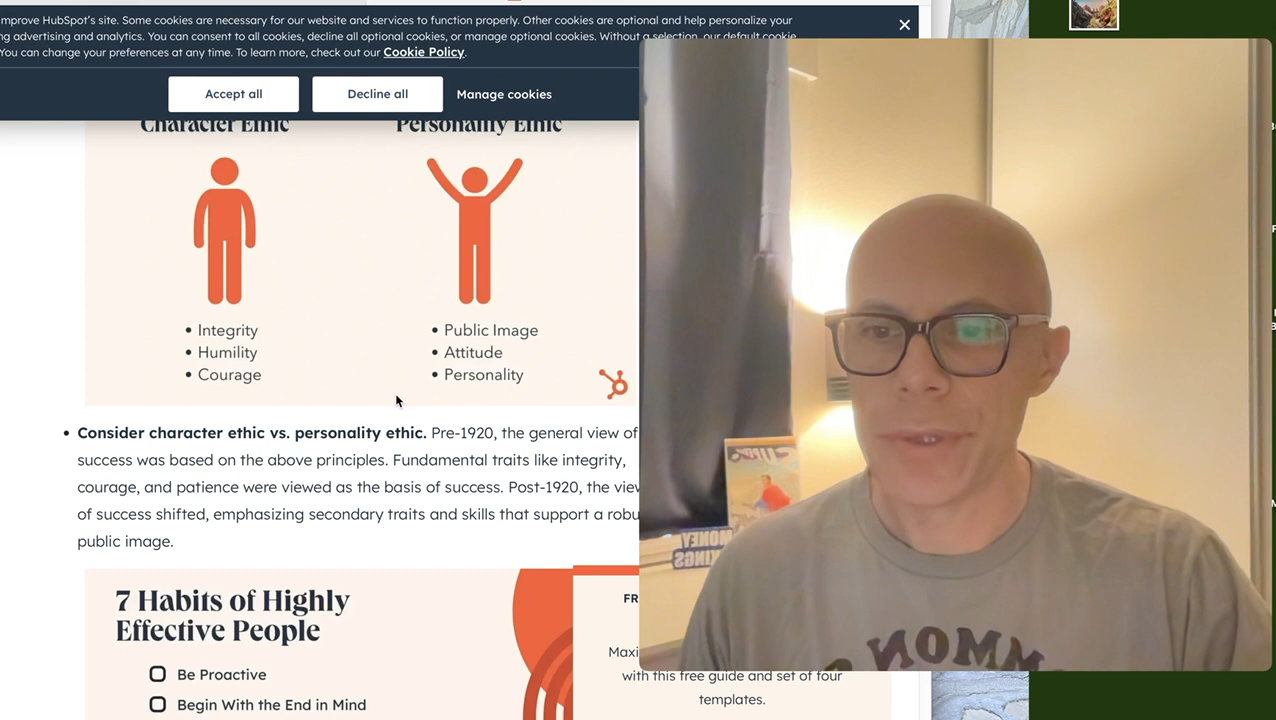 improve HubSpot's site. Some cookies are necessary for our website and services to function properly. Other cookies are optional and help personalize your
ng advertising and analytics. You can consent to all cookies, decline all optional cookies, or manage optional cookies. Without a selection, our default cookie
You can change your preferences at any time. To learn more, check out our Cookie Policy.
Accept all
Decline all
Manage cookies
Character Ethic
Personality Ethic
• Integrity
• Humility
• Courage
• Public Image
• Attitude
• Personality
• Consider character ethic vs. personality ethic. Pre-1920, the general view of
success was based on the above principles. Fundamental traits like integrity,
courage, and patience were viewed as the basis of success. Post-1920, the view
of success shifted, emphasizing secondary traits and skills that support a robu
public image.
7 Habits of Highly
Effective People
Be Proactive
Begin With the End in Mind
FR
Maxi
with this free guide and set of four
templates.
MONEY
KINGS
MMON